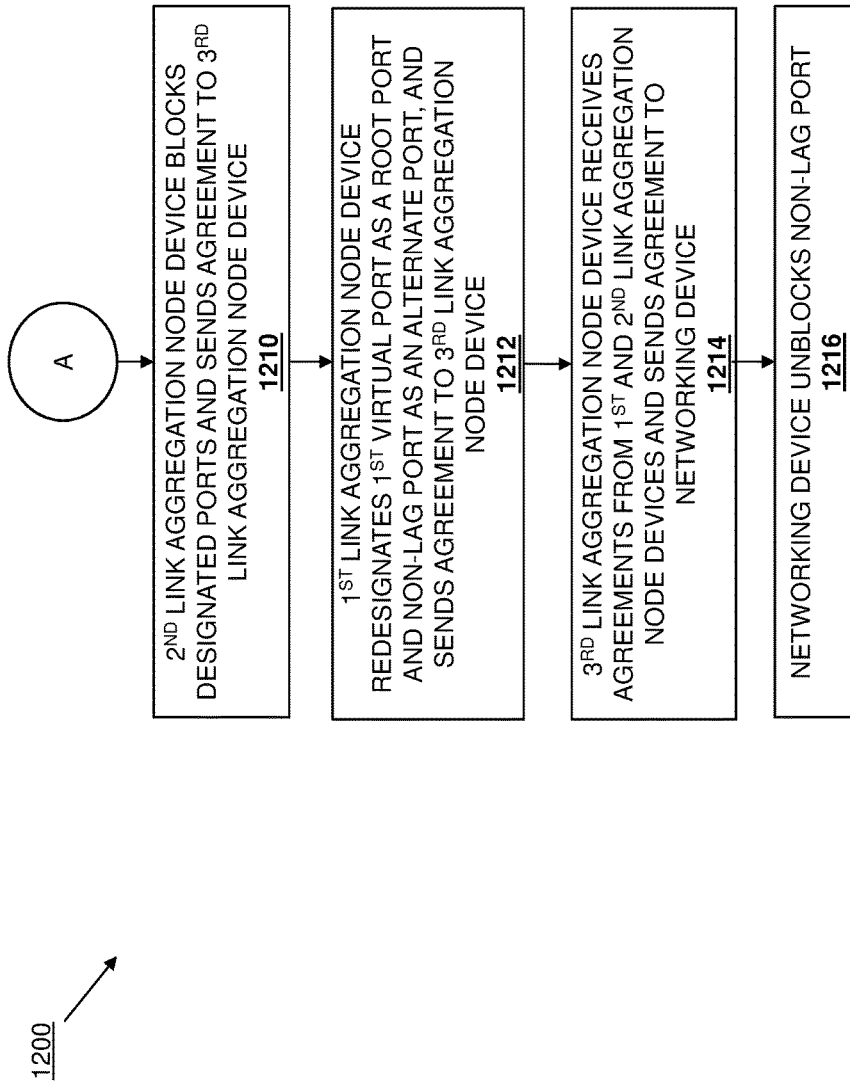 1200
A
2ND LINK AGGREGATION NODE DEVICE BLOCKS
DESIGNATED PORTS AND SENDS AGREEMENT TO 3RD
LINK AGGREGATION NODE DEVICE
1210
1ST LINK AGGREGATION NODE DEVICE
REDESIGNATES 1ST VIRTUAL PORT AS A ROOT PORT
AND NON-LAG PORT AS AN ALTERNATE PORT, AND
SENDS AGREEMENT TO 3RD LINK AGGREGATION
NODE DEVICE
1212
3RD LINK AGGREGATION NODE DEVICE RECEIVES
AGREEMENTS FROM 1ST AND 2ND LINK AGGREGATION
NODE DEVICES AND SENDS AGREEMENT TO
NETWORKING DEVICE
1214
NETWORKING DEVICE UNBLOCKS NON-LAG PORT
1216